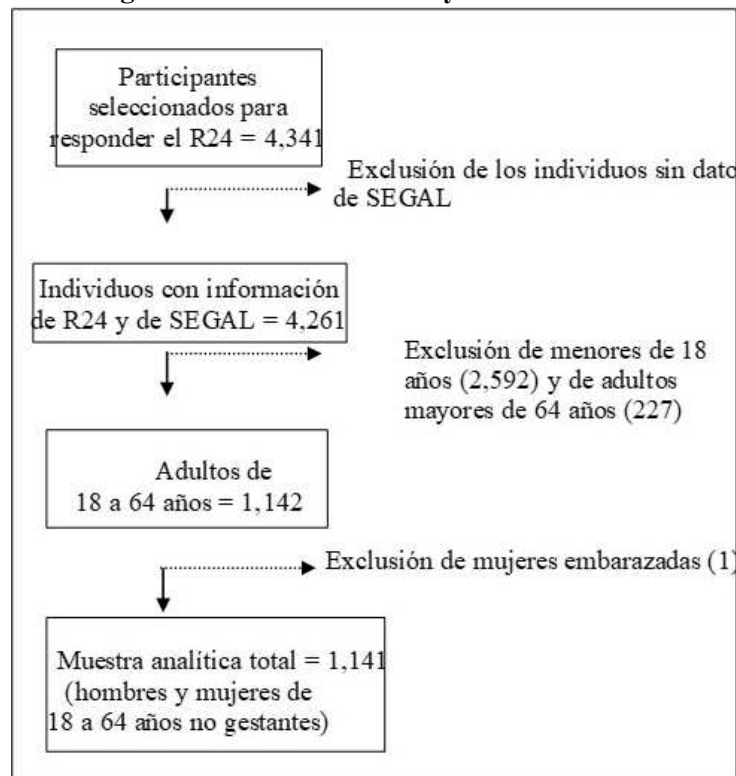 Participantes
seleccionados para
responder el R24 = 4,341
Exclusión de los individuos sin dato
de SEGAL
Individuos con información
de R24 y de SEGAL = 4,261
Exclusión de menores de 18
años (2,592) y de adultos
mayores de 64 años (227)
Adultos de
18 a 64 años = 1,142
Exclusión de mujeres embarazadas (1)
Muestra analítica total = 1,141
(hombres y mujeres de
18 a 64 años no gestantes)